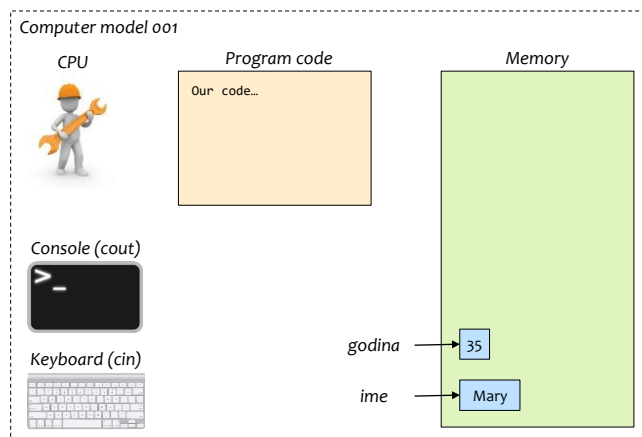 Computer model 001
CPU
Program code
Memory
Our code…
Console (cout)
>_
Keyboard (cin)
godina
35
ime
Mary